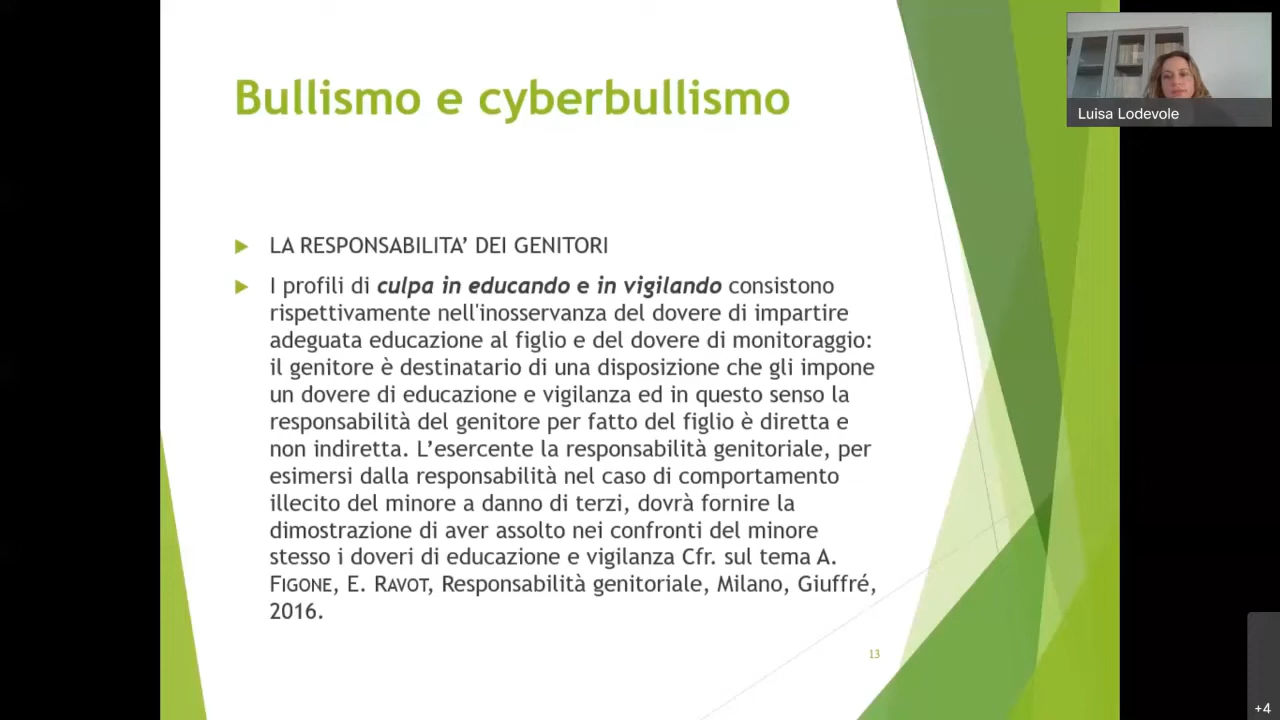 Bullismo e cyberbullismo
Luisa Lodevole
LA RESPONSABILITA’ DEI GENITORI
I profili di culpa in educando e in vigilando consistono
rispettivamente nell'inosservanza del dovere di impartire
adeguata educazione al figlio e del dovere di monitoraggio:
il genitore è destinatario di una disposizione che gli impone
un dovere di educazione e vigilanza ed in questo senso la
responsabilità del genitore per fatto del figlio è diretta e
non indiretta. L’esercente la responsabilità genitoriale, per
esimersi dalla responsabilità nel caso di comportamento
illecito del minore a danno di terzi, dovrà fornire la
dimostrazione di aver assolto nei confronti del minore
stesso i doveri di educazione e vigilanza Cfr. sul tema A.
FIGONE, E. RAVOT, Responsabilità genitoriale, Milano, Giuffré,
2016.
13
+4